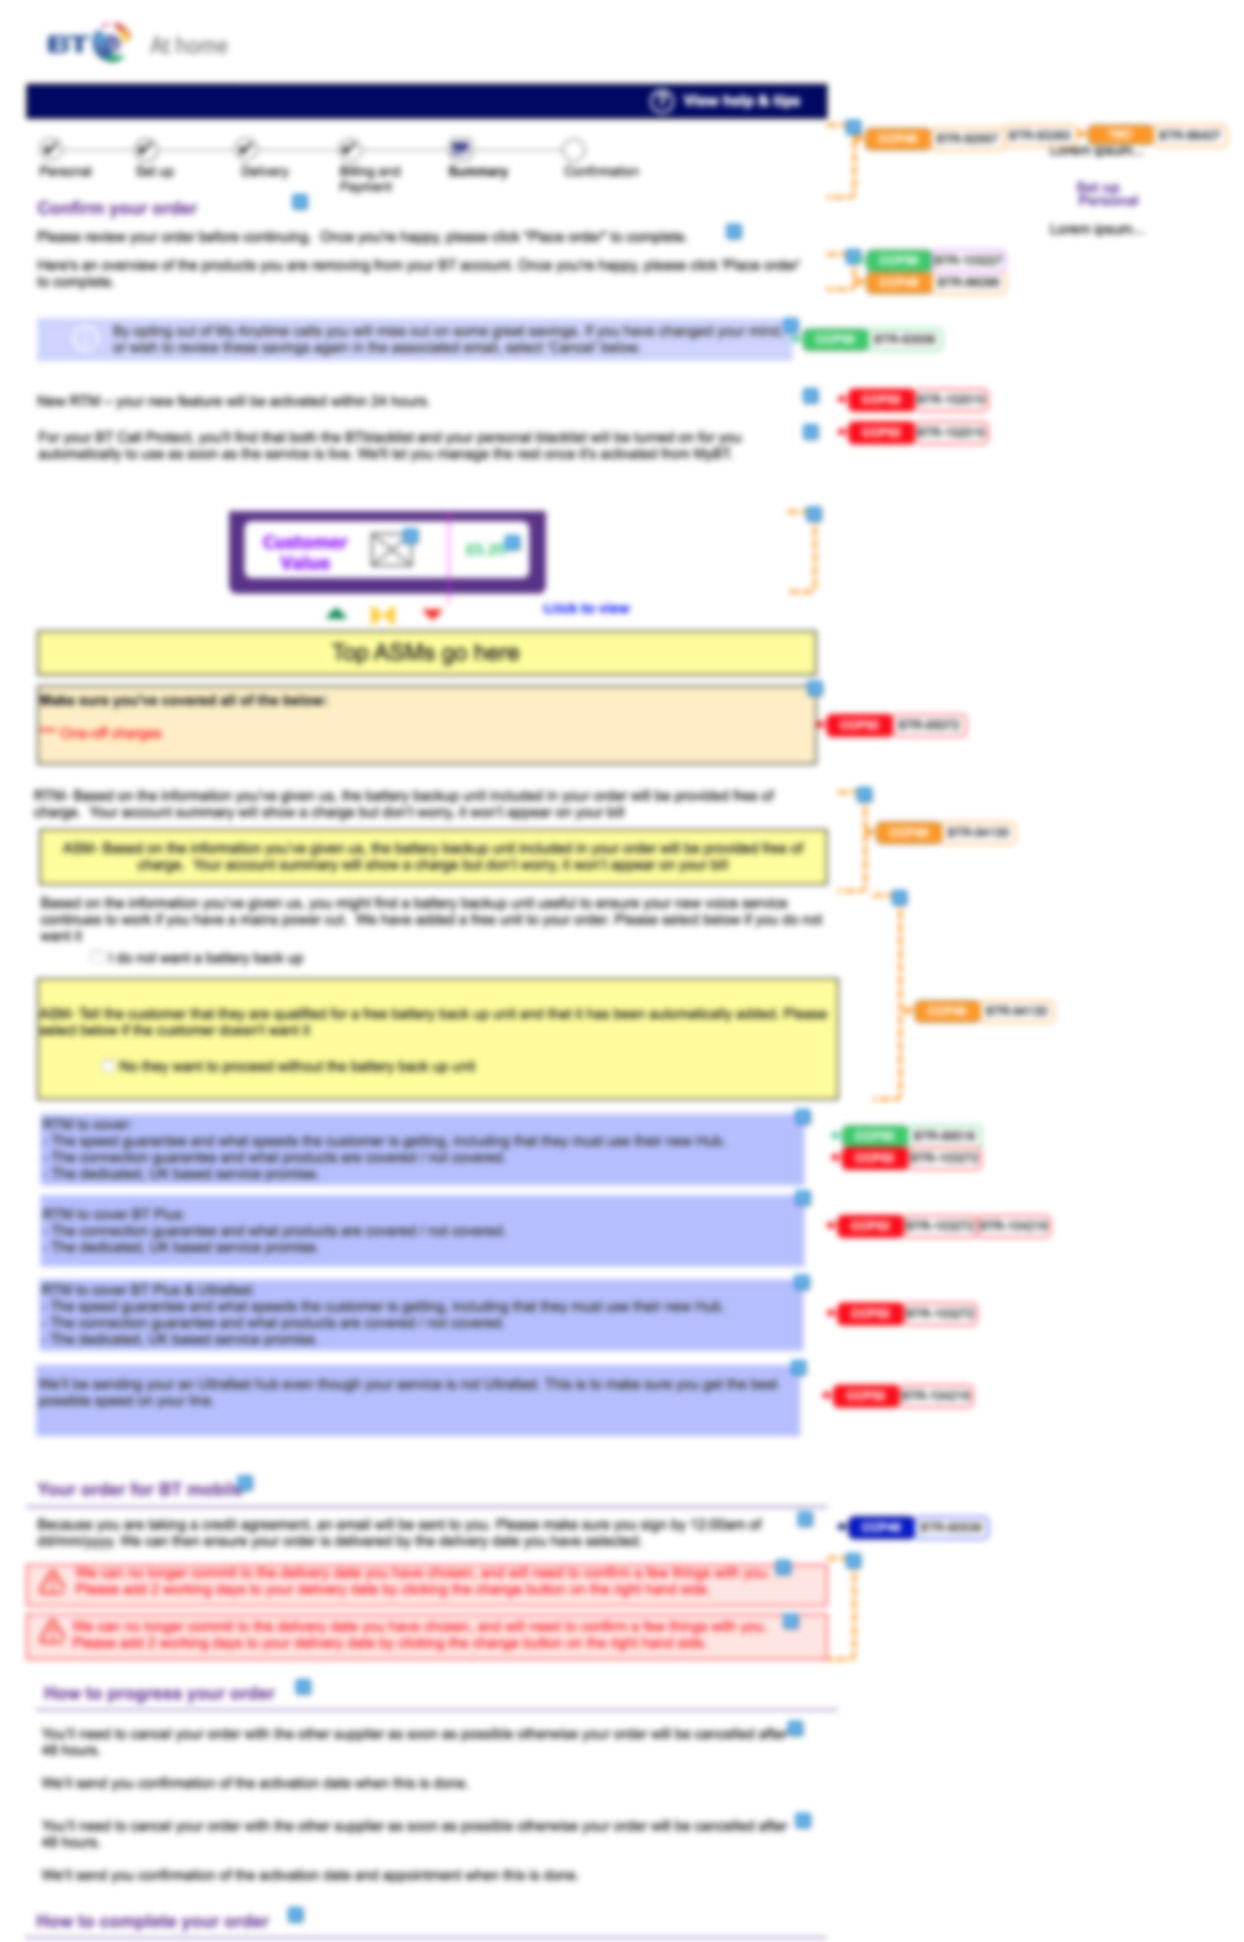 BT At home
View help & tips
Personal Set up Delivery Billing and Payment Summary Confirmation
Lorem ipsum...
Confirm your order
Set up
Personal
Please review your order before continuing. Once you're happy, please click "Place order" to complete.
Lorem ipsum...
Here's an overview of the products you are removing from your BT account. Once you're happy, please click 'Place order'
to complete.
By opting out of My Anytime calls you will miss out on some great savings. If you have changed your mind,
or wish to review these savings again in the associated email, select 'Cancel' below.
New RTM – your new feature will be activated within 24 hours.
For your BT Call Protect, you'll find that both the BTblacklist and your personal blacklist will be turned on for you
automatically to use as soon as the service is live. We'll let you manage the rest once it's activated from MyBT.
Customer
Value
click to view
Top ASMs go here
Make sure you've covered all of the below:
One-off charges
RTM- Based on the information you've given us, the battery backup unit included in your order will be provided free of
charge. Your account summary will show a charge but don't worry, it won't appear on your bill
ASM- Based on the information you've given us, the battery backup unit included in your order will be provided free of
charge. Your account summary will show a charge but don't worry, it won't appear on your bill
Based on the information you've given us, you might find a battery backup unit useful to ensure your new voice service
continues to work if you have a mains power cut. We have added a free unit to your order. Please select below if you do not
want it
I do not want a battery back up
ASM- Tell the customer that they are qualified for a free battery back up unit and that it has been automatically added. Please
select below if the customer doesn't want it
No they want to proceed without the battery back up unit
RTM to cover:
- The speed guarantee and what speeds the customer is getting, including that they must use their new Hub.
- The connection guarantee and what products are covered / not covered.
- The dedicated, UK based service promise.
RTM to cover BT Plus:
- The connection guarantee and what products are covered / not covered.
- The dedicated, UK based service promise.
RTM to cover BT Plus & Ultrafast:
- The speed guarantee and what speeds the customer is getting, including that they must use their new Hub.
- The connection guarantee and what products are covered / not covered.
- The dedicated, UK based service promise.
We'll be sending your an Ultrafast hub even though your service is not Ultrafast. This is to make sure you get the best
possible speed on your line.
Your order for BT mobile
Because you are taking a credit agreement, an email will be sent to you. Please make sure you sign by 12:00am of
dd/mm/yyyy. We can then ensure your order is delivered by the delivery date you have selected.
We can no longer commit to the delivery date you have chosen, and will need to confirm a few things with you.
Please add 2 working days to your delivery date by clicking the change button on the right hand side.
We can no longer commit to the delivery date you have chosen, and will need to confirm a few things with you.
Please add 2 working days to your delivery date by clicking the change button on the right hand side.
How to progress your order
You'll need to cancel your order with the other supplier as soon as possible otherwise your order will be cancelled after
48 hours.
We'll send you confirmation of the activation date when this is done.
You'll need to cancel your order with the other supplier as soon as possible otherwise your order will be cancelled after
48 hours.
We'll send you confirmation of the activation date and appointment when this is done.
How to complete your order